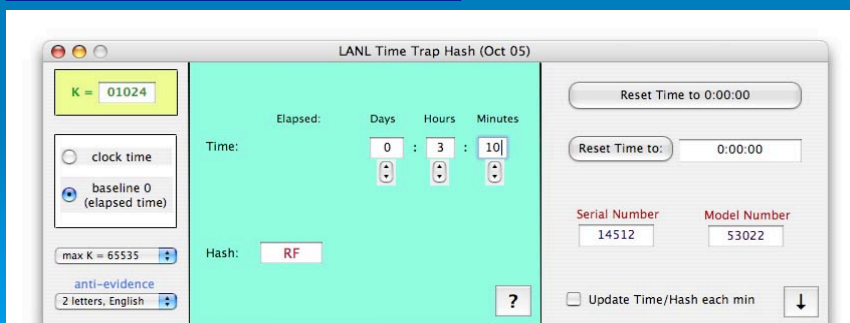 LANL Time Trap Hash (Oct 05)
K = 01024
clock time
baseline 0
(elapsed time)
max K = 65535
anti-evidence
2 letters, English
Elapsed: Days Hours Minutes
Time: 0 : 3 : 10
Hash: RF
?
Reset Time to 0:00:00
Reset Time to: 0:00:00
Serial Number Model Number
14512 53022
Update Time/Hash each min ↓